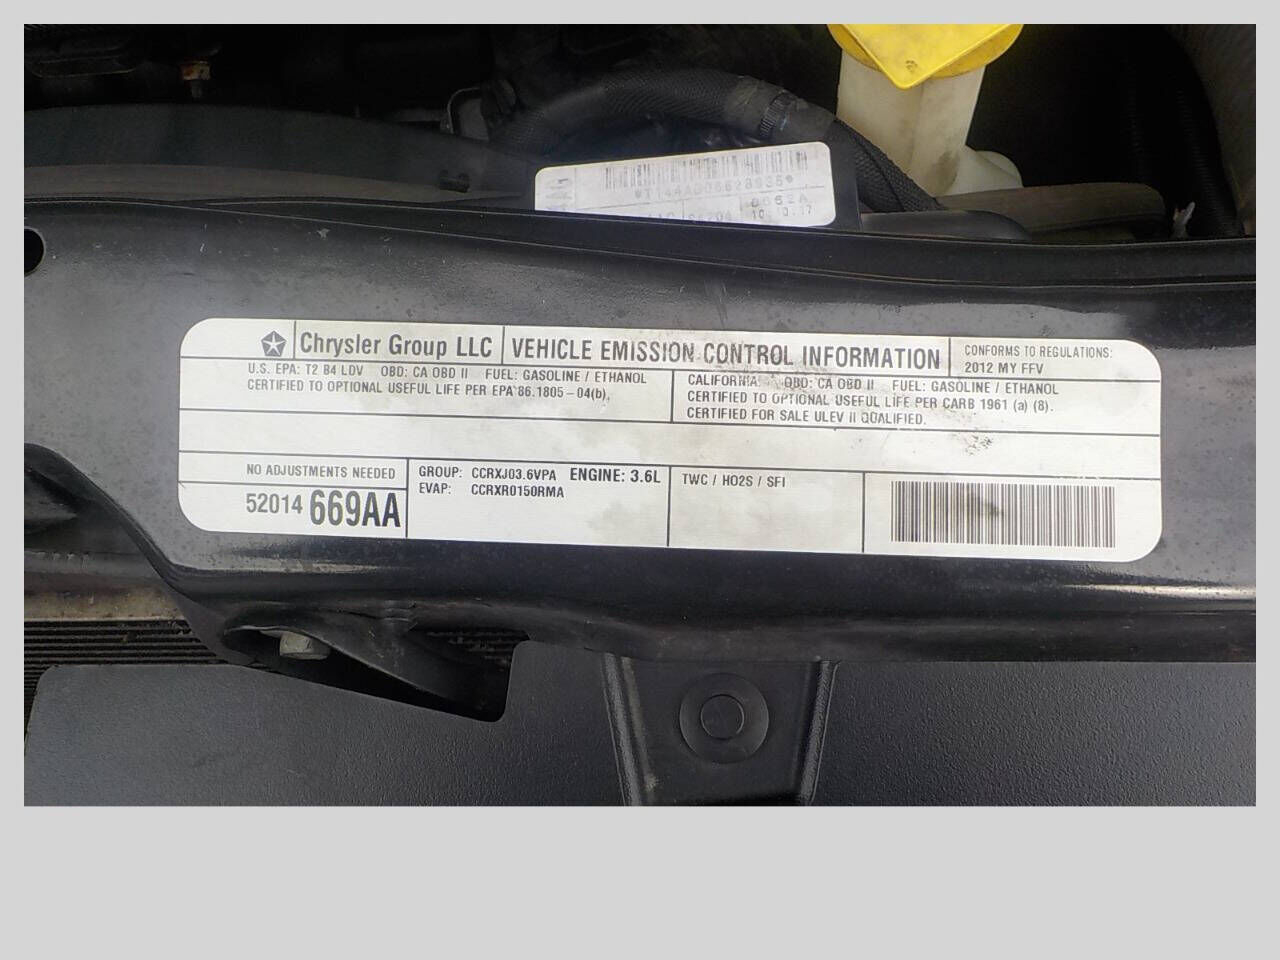 Chrysler Group LLC
VEHICLE EMISSION CONTROL INFORMATION
CONFORMS TO REGULATIONS:
2012 MY FFV
U.S. EPA: T2 B4 LDV OBD: CA OBD II FUEL: GASOLINE / ETHANOL
CERTIFIED TO OPTIONAL USEFUL LIFE PER EPA 86.1805-04(b).
CALIFORNIA: OBD: CA OBD II FUEL: GASOLINE / ETHANOL
CERTIFIED TO OPTIONAL USEFUL LIFE PER CARB 1961 (a) (8).
CERTIFIED FOR SALE ULEV II QUALIFIED.
NO ADJUSTMENTS NEEDED
52014 669AA
GROUP: CCRXJ03.6VPA ENGINE: 3.6L
EVAP: CCRXR0150RMA
TWC / HO2S / SFI